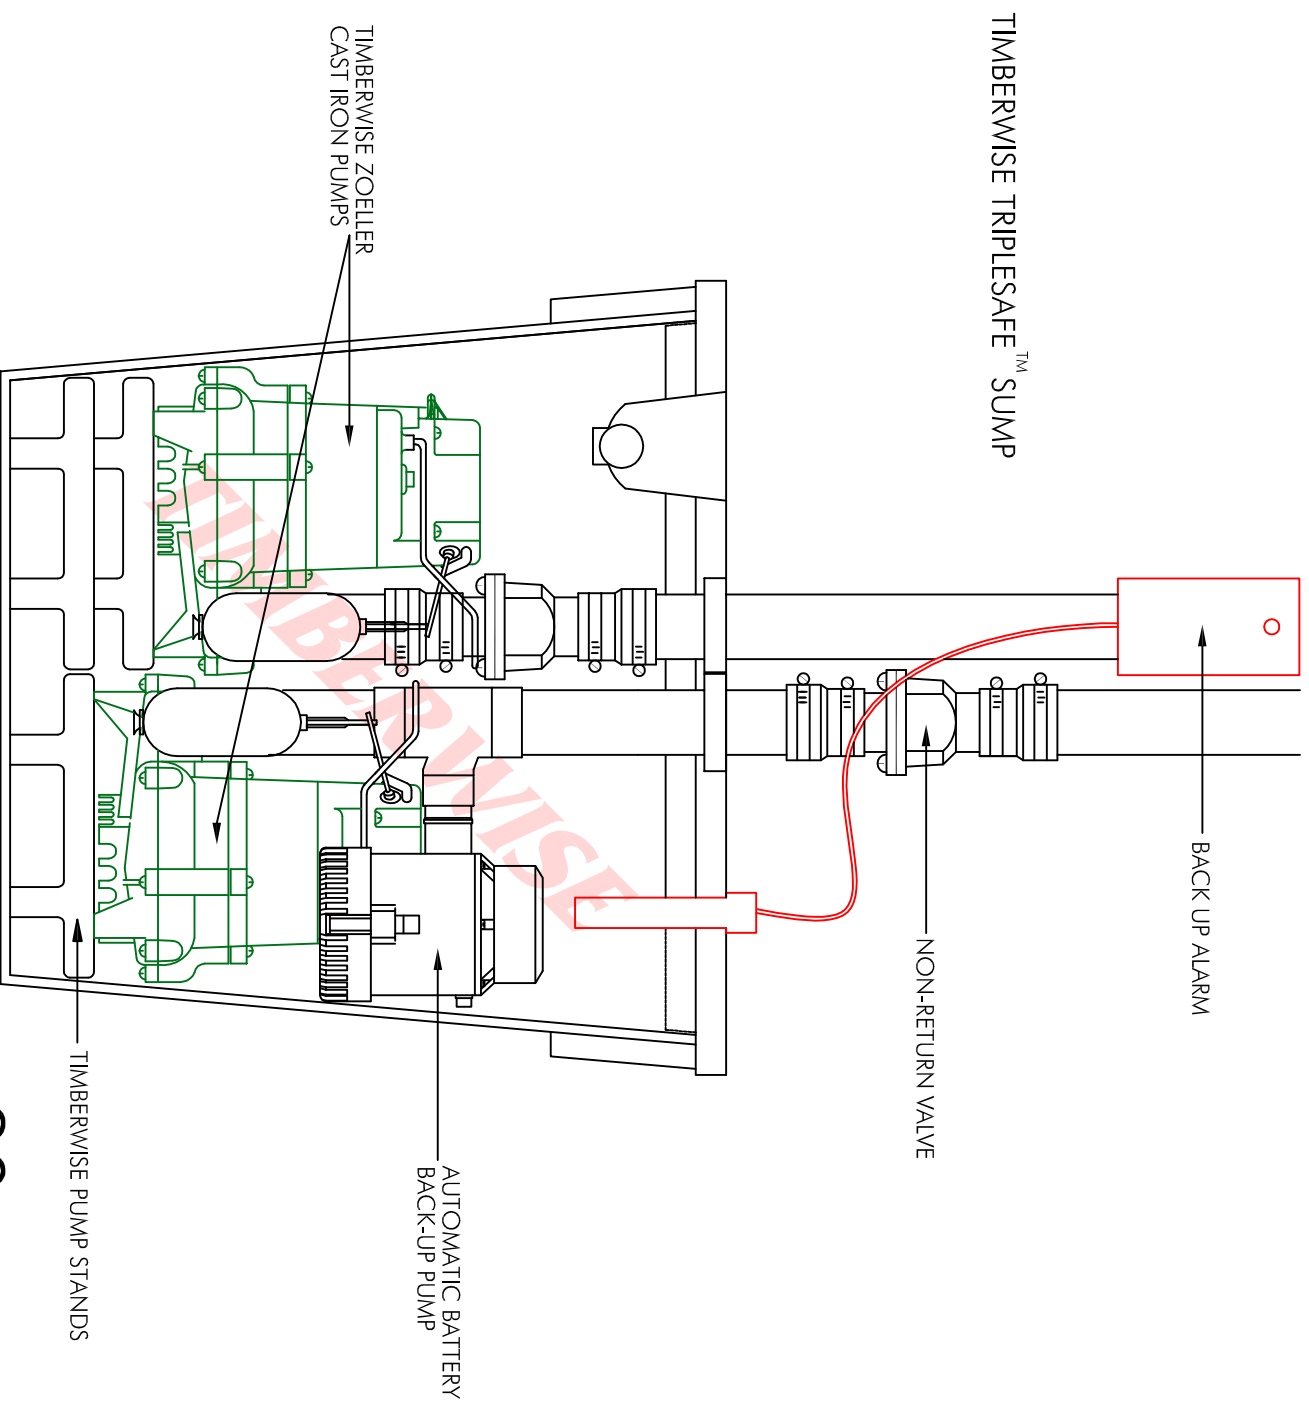 TIMBERWISE TRIPLESAFE™ SUMP
BACK UP ALARM
NON-RETURN VALVE
TIMBERWISE ZOELLER
CAST IRON PUMPS
AUTOMATIC BATTERY
BACK-UP PUMP
TIMBERWISE PUMP STANDS
TIMBERWISE